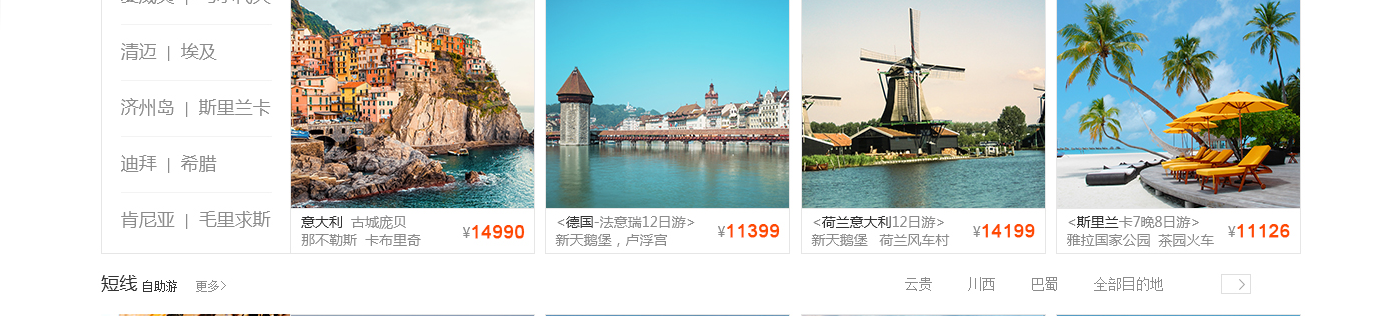 清迈 | 埃及
济州岛 | 斯里兰卡
迪拜 | 希腊
肯尼亚 | 毛里求斯
意大利 古城庞贝
那不勒斯 卡布里奇
¥14990
<德国-法意瑞12日游>
新天鹅堡，卢浮宫
¥11399
<荷兰意大利12日游>
新天鹅堡 荷兰风车村
¥14199
<斯里兰卡7晚8日游>
雅拉国家公园 茶园火车
¥11126
短线 自助游 更多>
云贵 川西 巴蜀 全部目的地 >